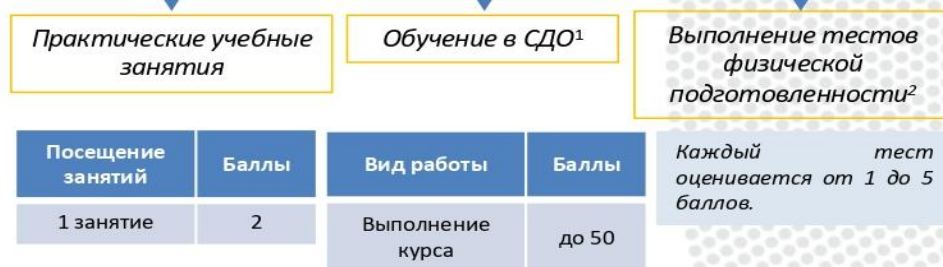 Практические учебные
занятия
Обучение в СДО¹
Выполнение тестов
физической
подготовленности²
Посещение
занятий
Баллы
1 занятие
2
Вид работы
Баллы
Выполнение
курса
до 50
Каждый тест
оценивается от 1 до 5
баллов.